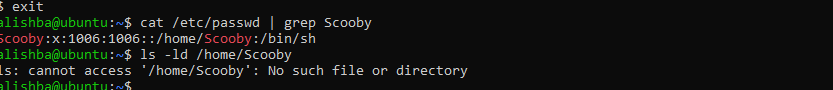 $ exit
alishba@ubuntu:~$ cat /etc/passwd | grep Scooby
Scooby:x:1006:1006::/home/Scooby:/bin/sh
alishba@ubuntu:~$ ls -ld /home/Scooby
ls: cannot access '/home/Scooby': No such file or directory
alishba@ubuntu:~$